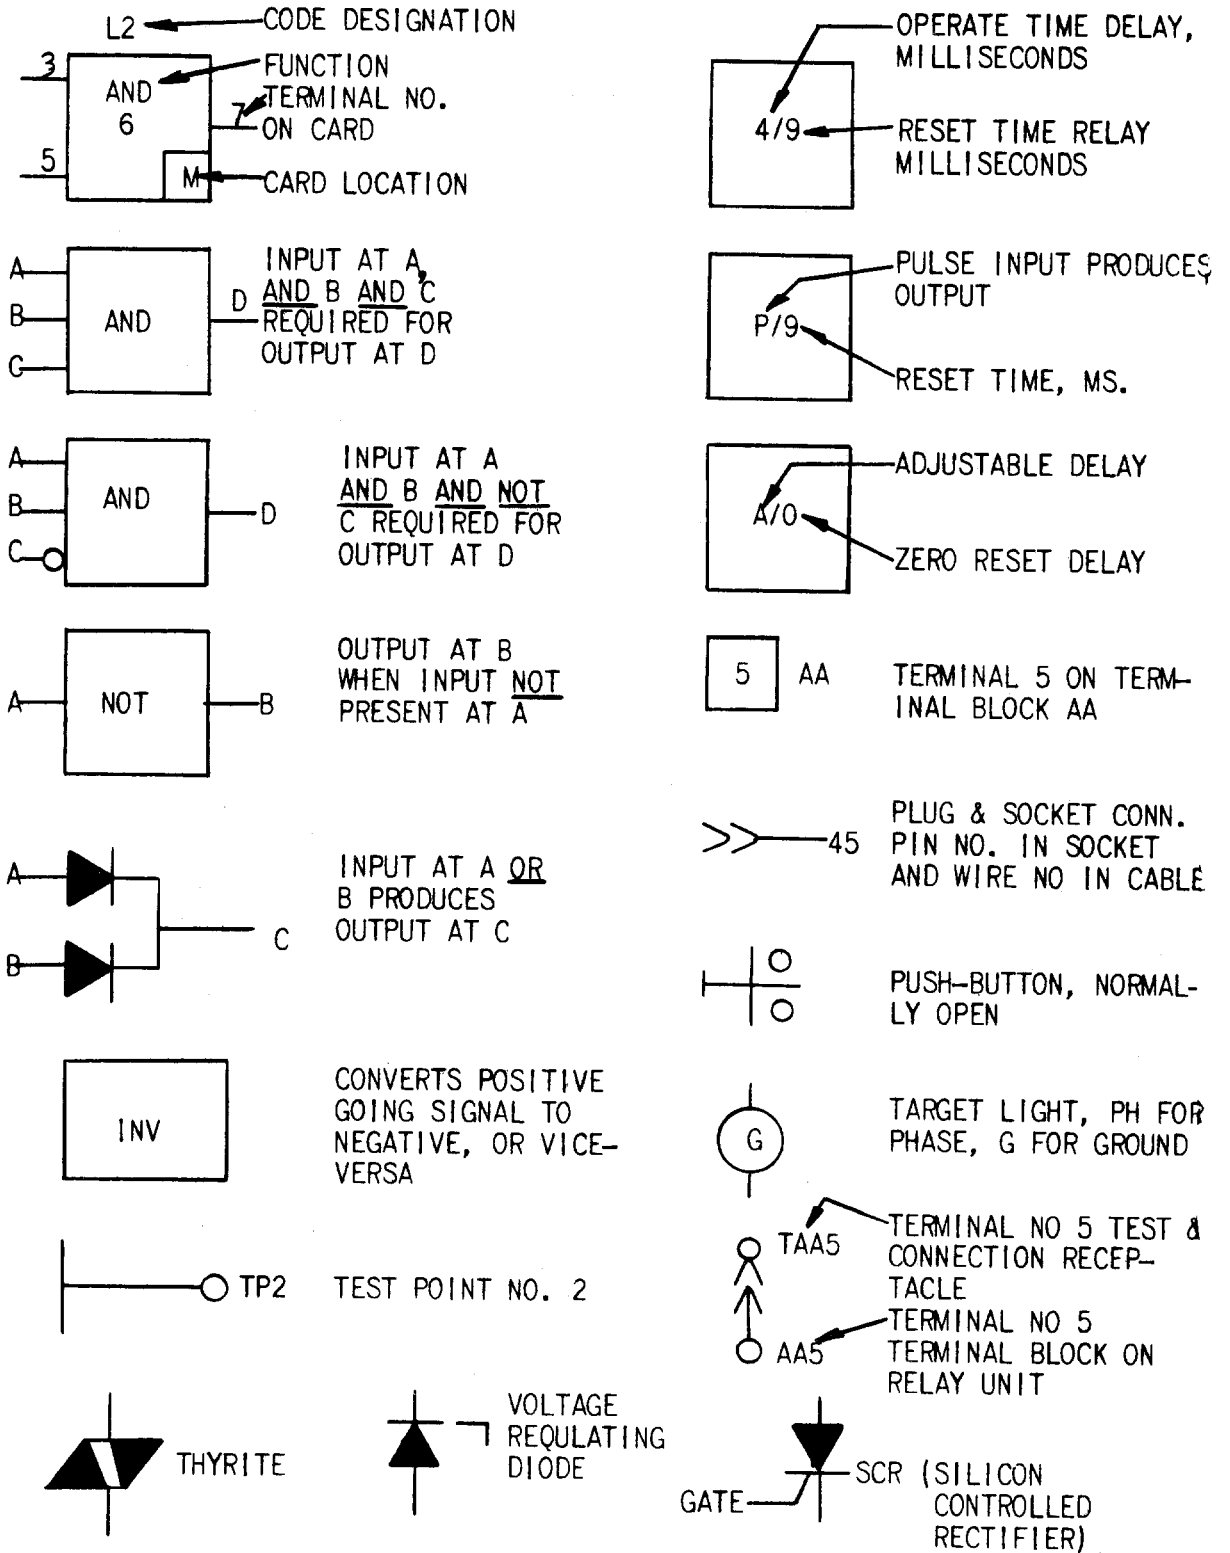 L2
CODE DESIGNATION
3
AND
6
FUNCTION
TERMINAL NO.
7
ON CARD
5
M
CARD LOCATION
A
B
C
AND
D
INPUT AT A,
AND B AND C
REQUIRED FOR
OUTPUT AT D
A
B
C
AND
D
INPUT AT A
AND B AND NOT
C REQUIRED FOR
OUTPUT AT D
A
NOT
B
OUTPUT AT B
WHEN INPUT NOT
PRESENT AT A
A
B
C
INPUT AT A OR
B PRODUCES
OUTPUT AT C
INV
CONVERTS POSITIVE
GOING SIGNAL TO
NEGATIVE, OR VICE-
VERSA
TP2
TEST POINT NO. 2
THYRITE
VOLTAGE
REQULATING
DIODE
OPERATE TIME DELAY,
MILLISECONDS
4/9
RESET TIME RELAY
MILLISECONDS
PULSE INPUT PRODUCES
OUTPUT
P/9
RESET TIME, MS.
ADJUSTABLE DELAY
A/0
ZERO RESET DELAY
5
AA
TERMINAL 5 ON TERM-
INAL BLOCK AA
45
PLUG & SOCKET CONN.
PIN NO. IN SOCKET
AND WIRE NO IN CABLE
PUSH-BUTTON, NORMAL-
LY OPEN
G
TARGET LIGHT, PH FOR
PHASE, G FOR GROUND
TAA5
TERMINAL NO 5 TEST &
CONNECTION RECEP-
TACLE
AA5
TERMINAL NO 5
TERMINAL BLOCK ON
RELAY UNIT
GATE
SCR (SILICON
CONTROLLED
RECTIFIER)